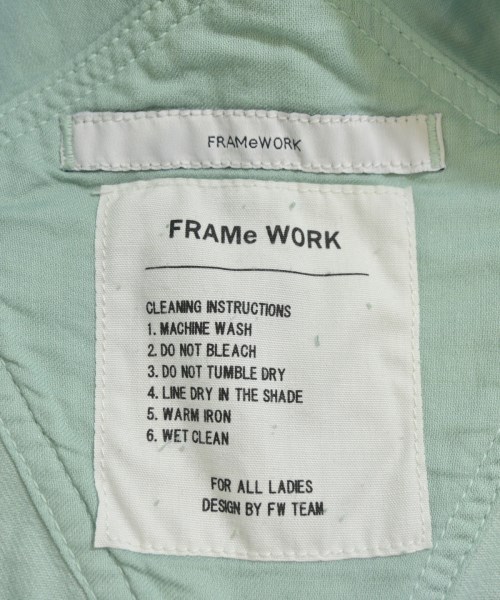 FRAMeWORK
FRAMe WORK
CLEANING INSTRUCTIONS
1. MACHINE WASH
2. DO NOT BLEACH
3. DO NOT TUMBLE DRY
4. LINE DRY IN THE SHADE
5. WARM IRON
6. WET CLEAN
FOR ALL LADIES
DESIGN BY FW TEAM